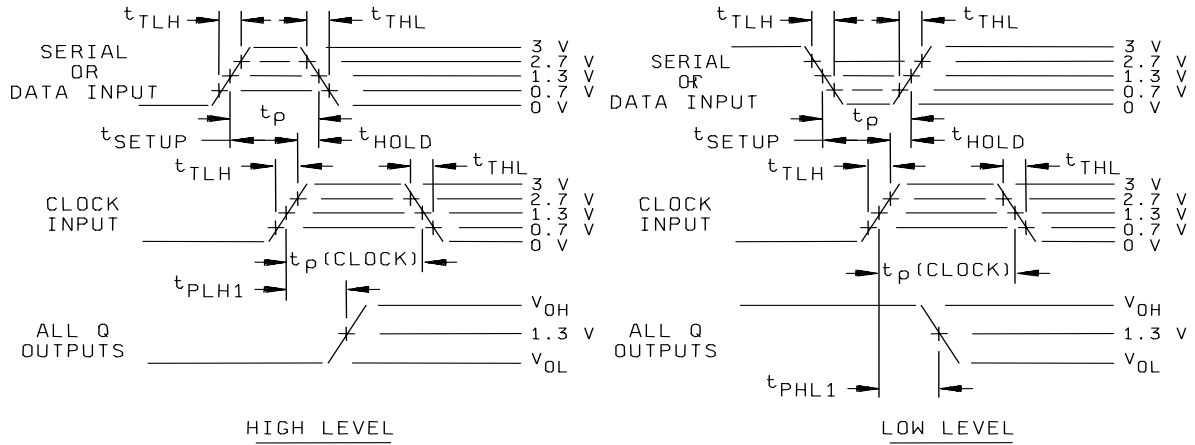 tTLH
tTHL
SERIAL
OR
DATA INPUT
3 V
2.7 V
1.3 V
0.7 V
0 V
tp
tSETUP
tHOLD
tTLH
tTHL
CLOCK
INPUT
3 V
2.7 V
1.3 V
0.7 V
0 V
tp (CLOCK)
tPLH1
ALL Q
OUTPUTS
VOH
1.3 V
VOL
HIGH LEVEL
tTLH
tTHL
SERIAL
OR
DATA INPUT
3 V
2.7 V
1.3 V
0.7 V
0 V
tp
tSETUP
tHOLD
tTLH
tTHL
CLOCK
INPUT
3 V
2.7 V
1.3 V
0.7 V
0 V
tp (CLOCK)
ALL Q
OUTPUTS
VOH
1.3 V
VOL
tPHL1
LOW LEVEL